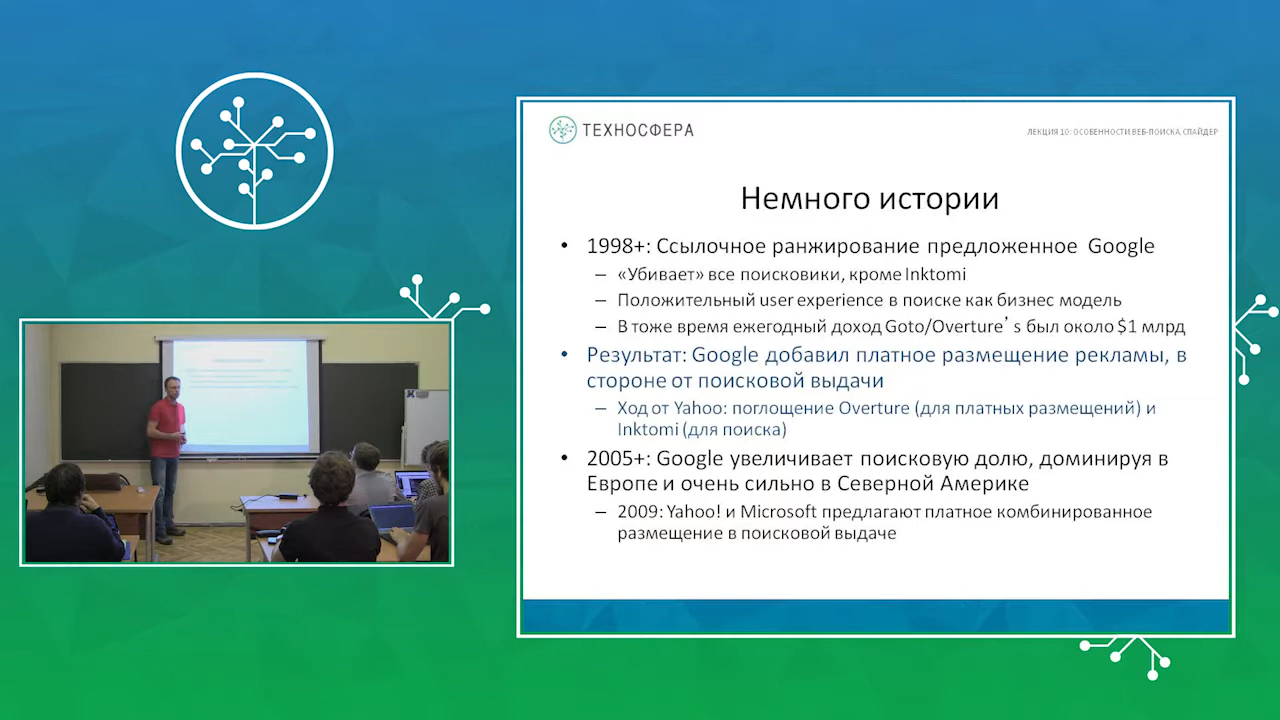 ТЕХНОСФЕРА
ЛЕКЦИЯ 10: ОСОБЕННОСТИ ВЕБ-ПОИСКА. СПАЙДЕР
Немного истории
• 1998+: Ссылочное ранжирование предложенное Google
– «Убивает» все поисковики, кроме Inktomi
– Положительный user experience в поиске как бизнес модель
– В тоже время ежегодный доход Goto/Overture’s был около $1 млрд
• Результат: Google добавил платное размещение рекламы, в
стороне от поисковой выдачи
– Ход от Yahoo: поглощение Overture (для платных размещений) и
Inktomi (для поиска)
• 2005+: Google увеличивает поисковую долю, доминируя в
Европе и очень сильно в Северной Америке
– 2009: Yahoo! и Microsoft предлагают платное комбинированное
размещение в поисковой выдаче